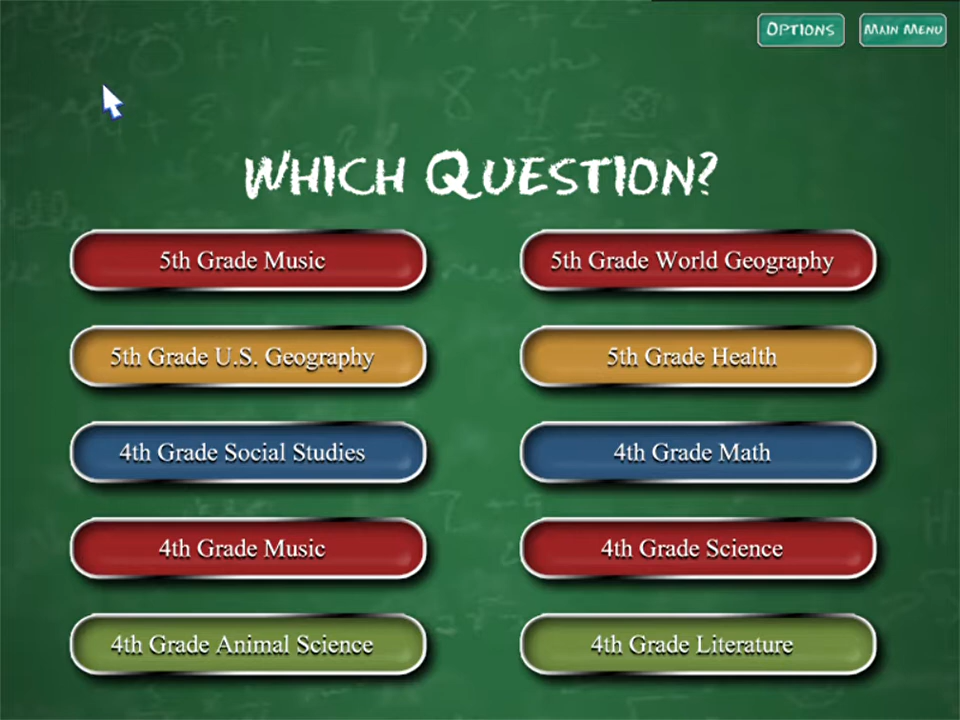 Options
Main Menu
Which Question?
5th Grade Music
5th Grade World Geography
5th Grade U.S. Geography
5th Grade Health
4th Grade Social Studies
4th Grade Math
4th Grade Music
4th Grade Science
4th Grade Animal Science
4th Grade Literature